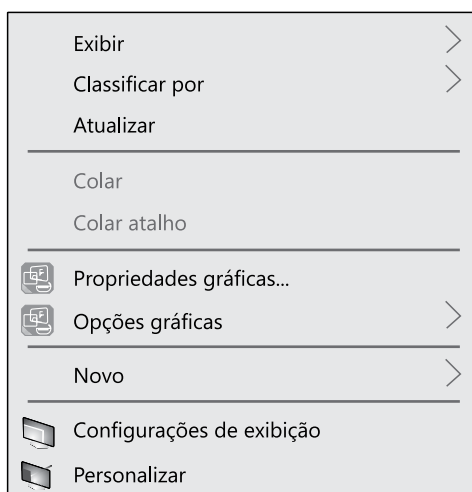 Exibir
Classificar por
Atualizar
Colar
Colar atalho
Propriedades gráficas...
Opções gráficas
Novo
Configurações de exibição
Personalizar